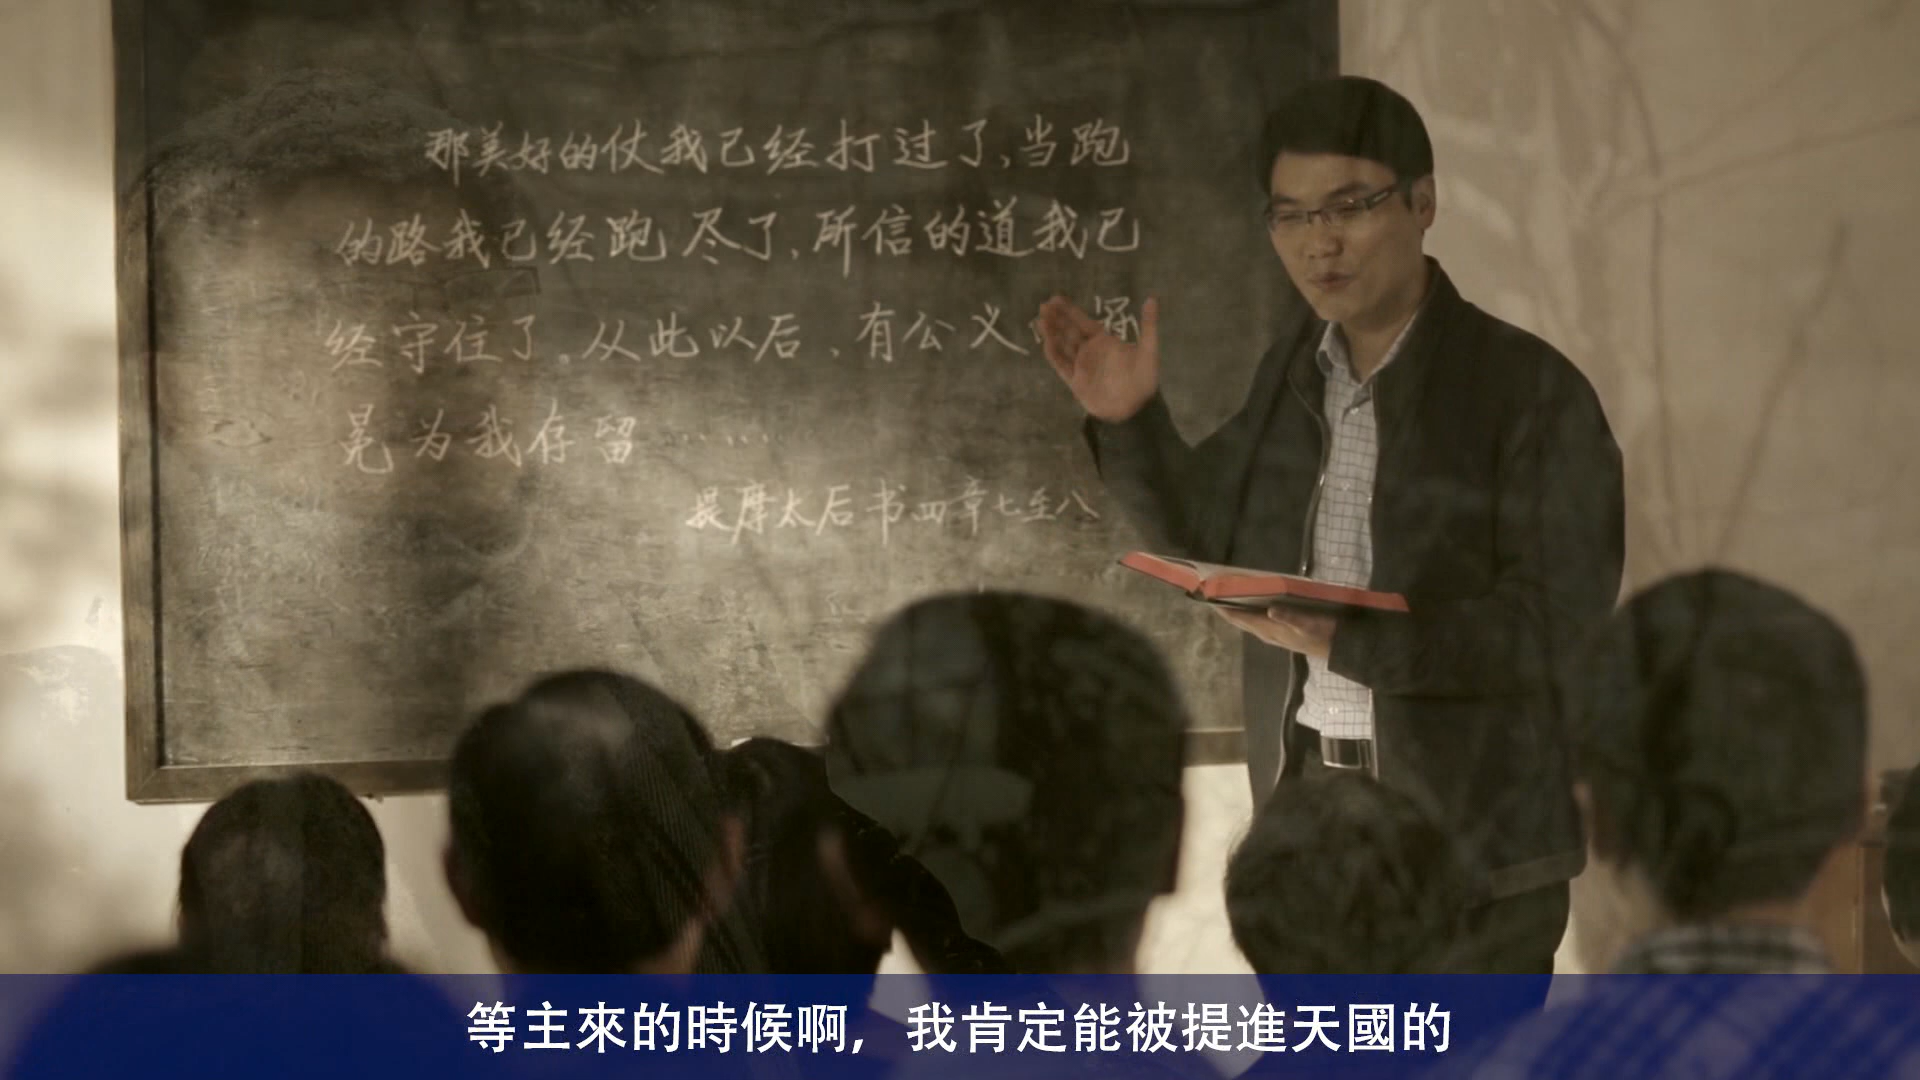 那美好的仗我已经打过了、当跑
的路我已经跑尽了,所信的道我已
经守住了。从此以后、有公义 冠
冕为我存留……
提摩太后书四章七至八
等主來的時候啊,我肯定能被提進天國的